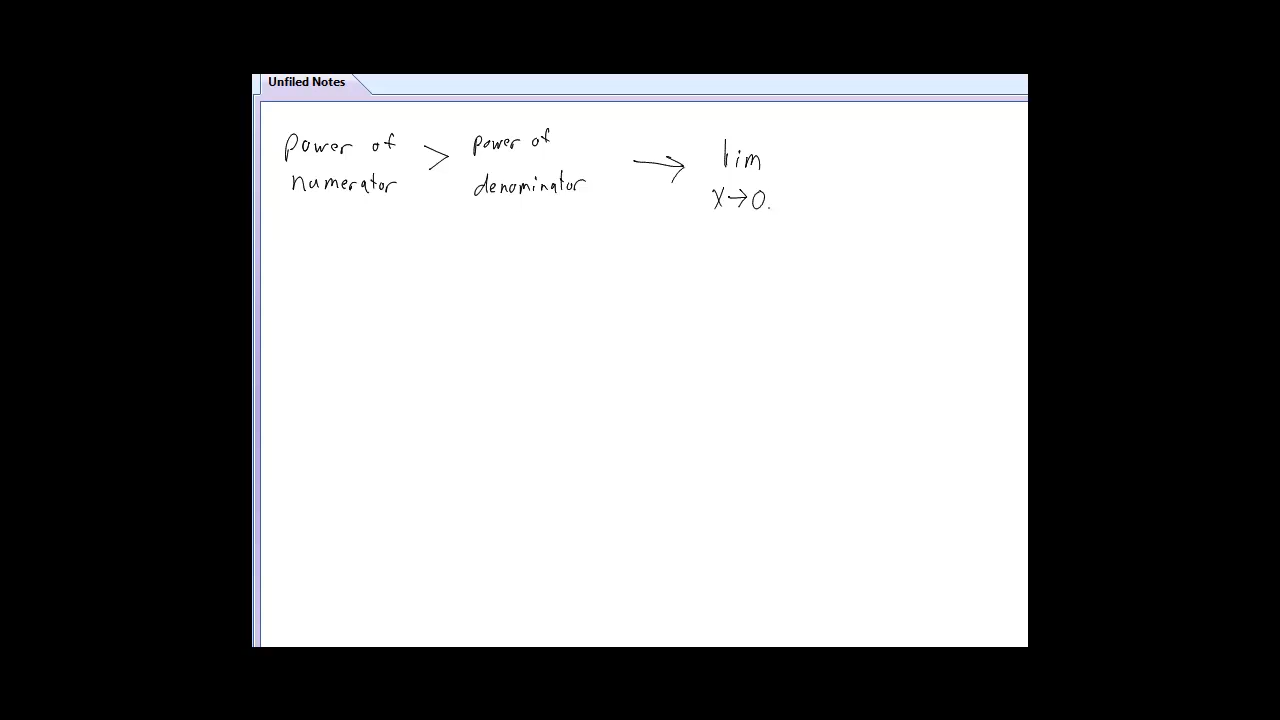 Unfiled Notes
power of > power of → lim
numerator denominator x→0.